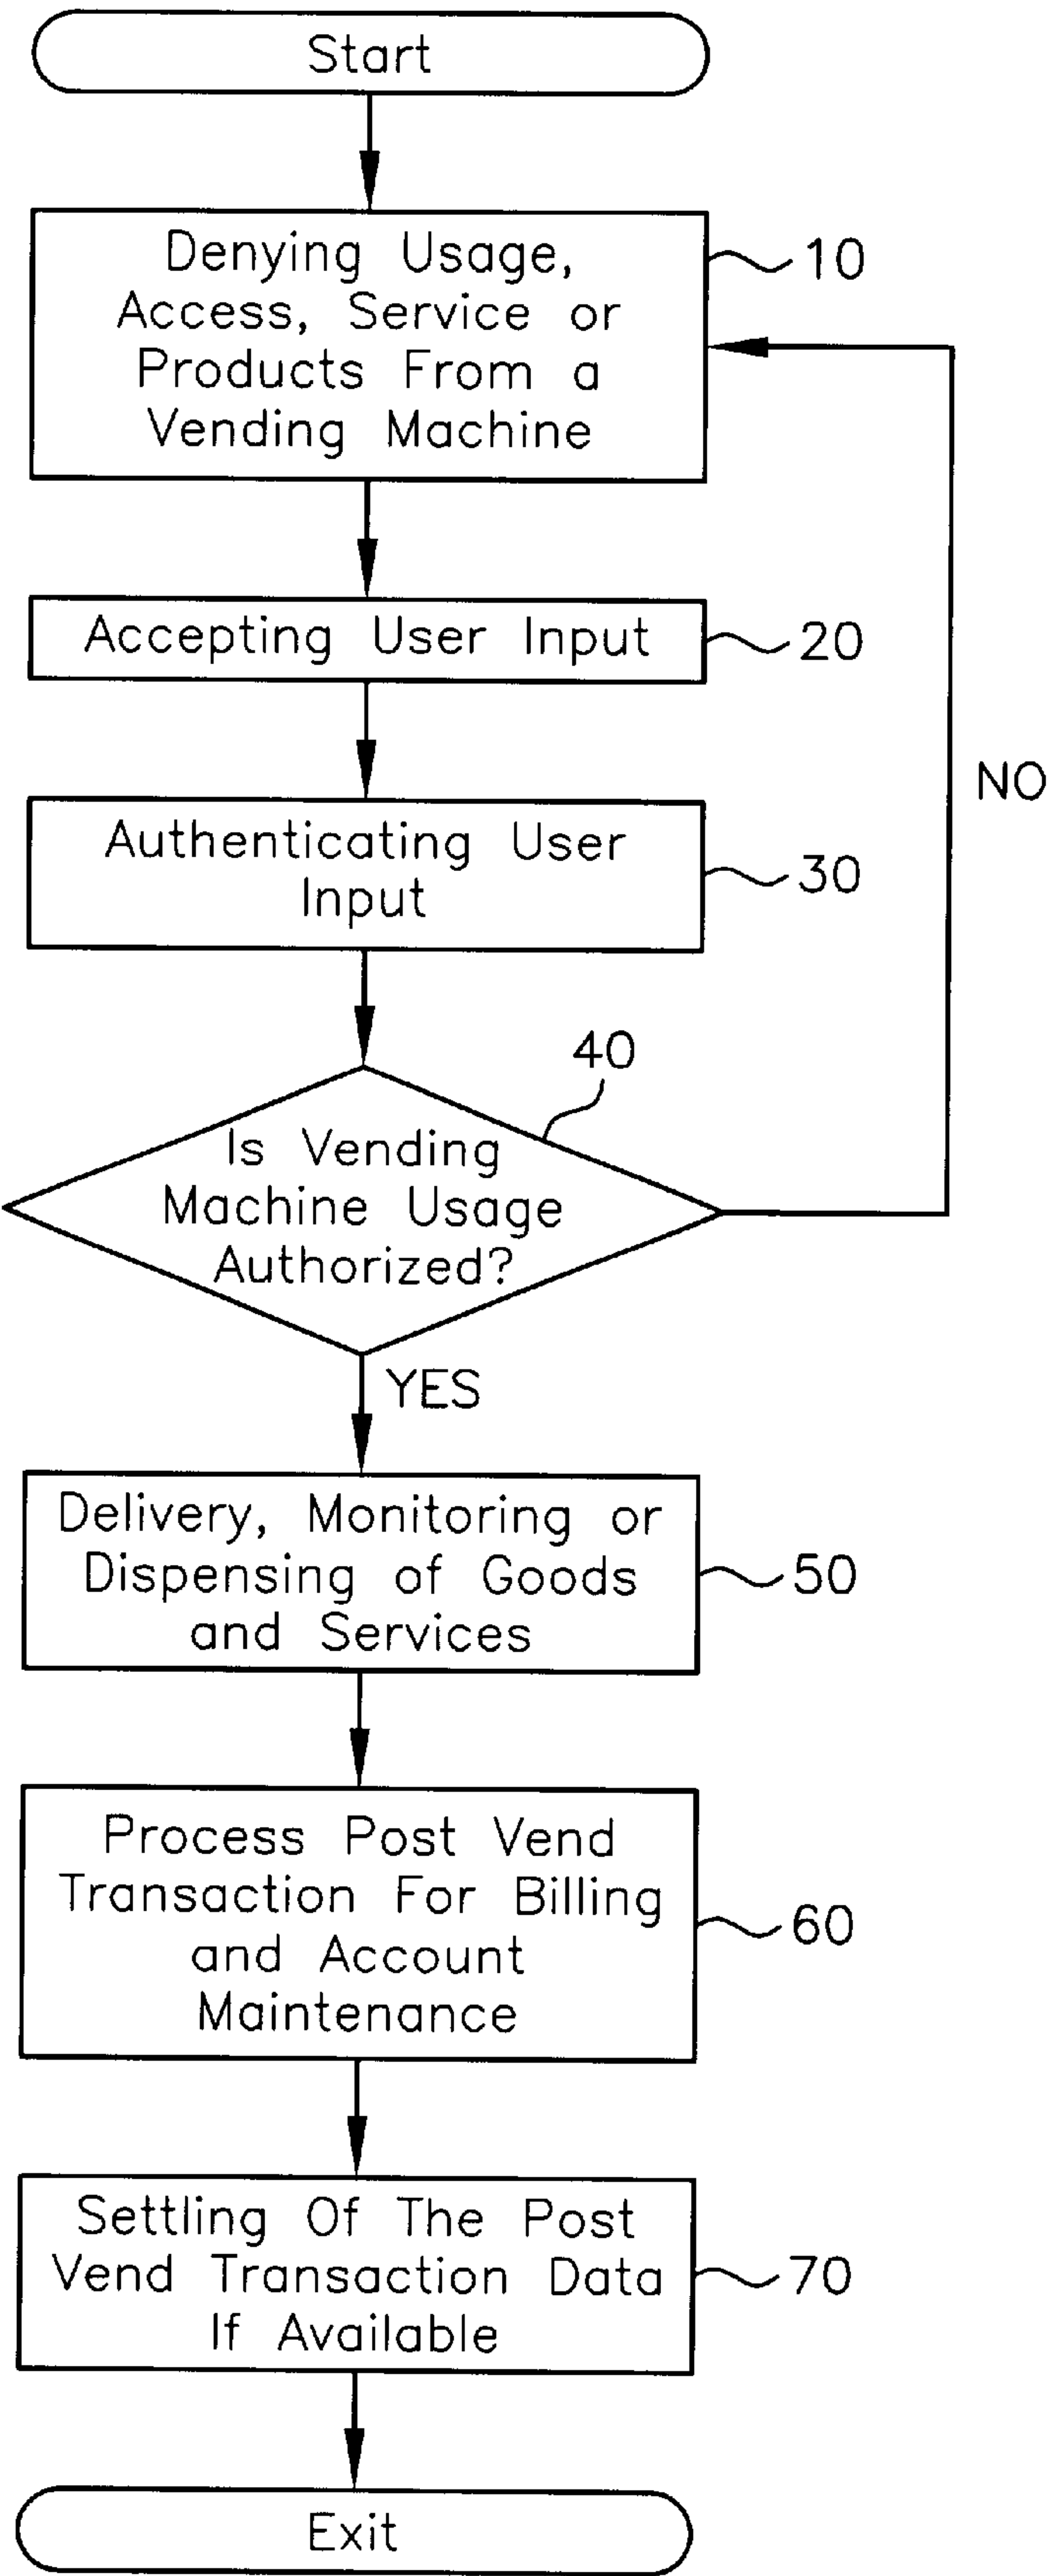 Start
Denying Usage,
Access, Service or
Products From a
Vending Machine
10
Accepting User Input
20
NO
Authenticating User
Input
30
40
Is Vending
Machine Usage
Authorized?
YES
Delivery, Monitoring or
Dispensing of Goods
and Services
50
Process Post Vend
Transaction For Billing
and Account
Maintenance
60
Settling Of The Post
Vend Transaction Data
If Available
70
Exit